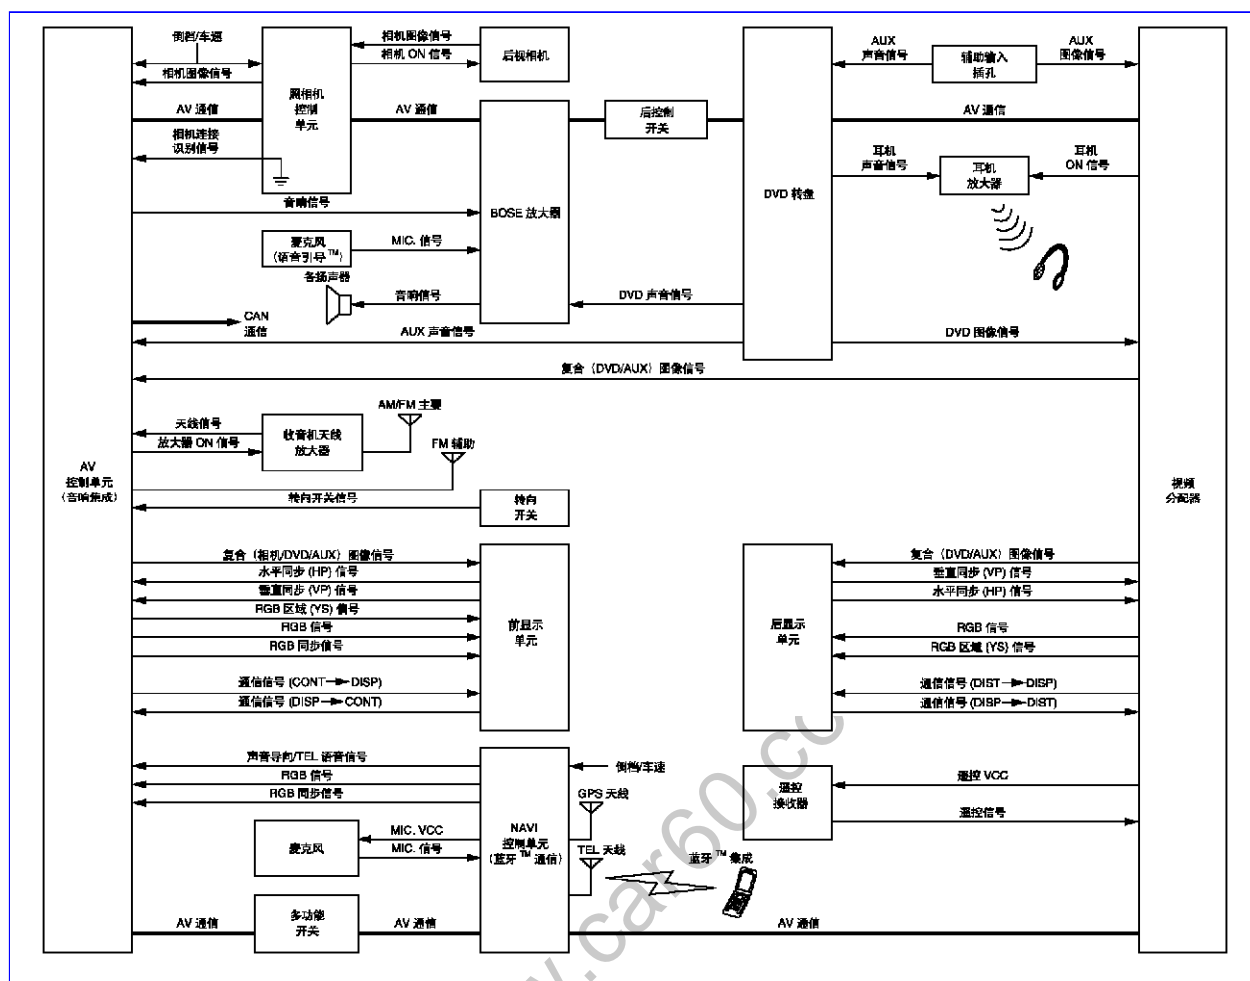 倒档/车速
相机图像信号
照相机
控制
单元
相机图像信号
相机 ON 信号
后视相机
AV 通信
AV 通信
相机连接
识别信号
音响信号
BOSE 放大器
后控制
开关
DVD 转盘
AUX
声音信号
辅助输入
插孔
AUX
图像信号
AV 通信
耳机
声音信号
耳机
放大器
耳机
ON 信号
麦克风
(语音引导™)
MIC. 信号
各扬声器
音响信号
DVD 声音信号
CAN
通信
AUX 声音信号
DVD 图像信号
复合 (DVD/AUX) 图像信号
AV
控制单元
(音响集成)
视频
分配器
天线信号
放大器 ON 信号
收音机天线
放大器
AM/FM 主要
FM 辅助
转向开关信号
转向
开关
复合 (相机/DVD/AUX) 图像信号
水平同步 (HP) 信号
垂直同步 (VP) 信号
RGB 区域 (YS) 信号
RGB 信号
RGB 同步信号
通信信号 (CONT→DISP)
通信信号 (DISP→CONT)
前显示
单元
后显示
单元
复合 (DVD/AUX) 图像信号
垂直同步 (VP) 信号
水平同步 (HP) 信号
RGB 信号
RGB 区域 (YS) 信号
通信信号 (DIST→DISP)
通信信号 (DISP→DIST)
声音导向/TEL 语音信号
RGB 信号
RGB 同步信号
麦克风
MIC. VCC
MIC. 信号
NAVI
控制单元
(蓝牙™ 通信)
倒档/车速
GPS 天线
TEL 天线
蓝牙™ 集成
遥控
接收器
遥控 VCC
遥控信号
AV 通信
多功能
开关
AV 通信
AV 通信
w.car60.co